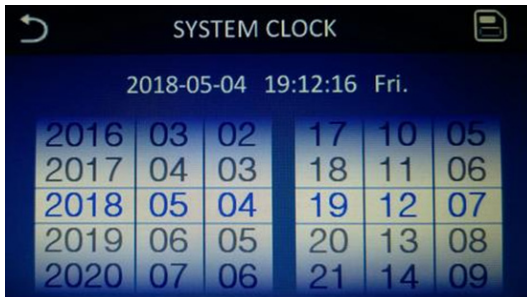 SYSTEM CLOCK
2018-05-04 19:12:16 Fri.
2016 03 02 17 10 05
2017 04 03 18 11 06
2018 05 04 19 12 07
2019 06 05 20 13 08
2020 07 06 21 14 09